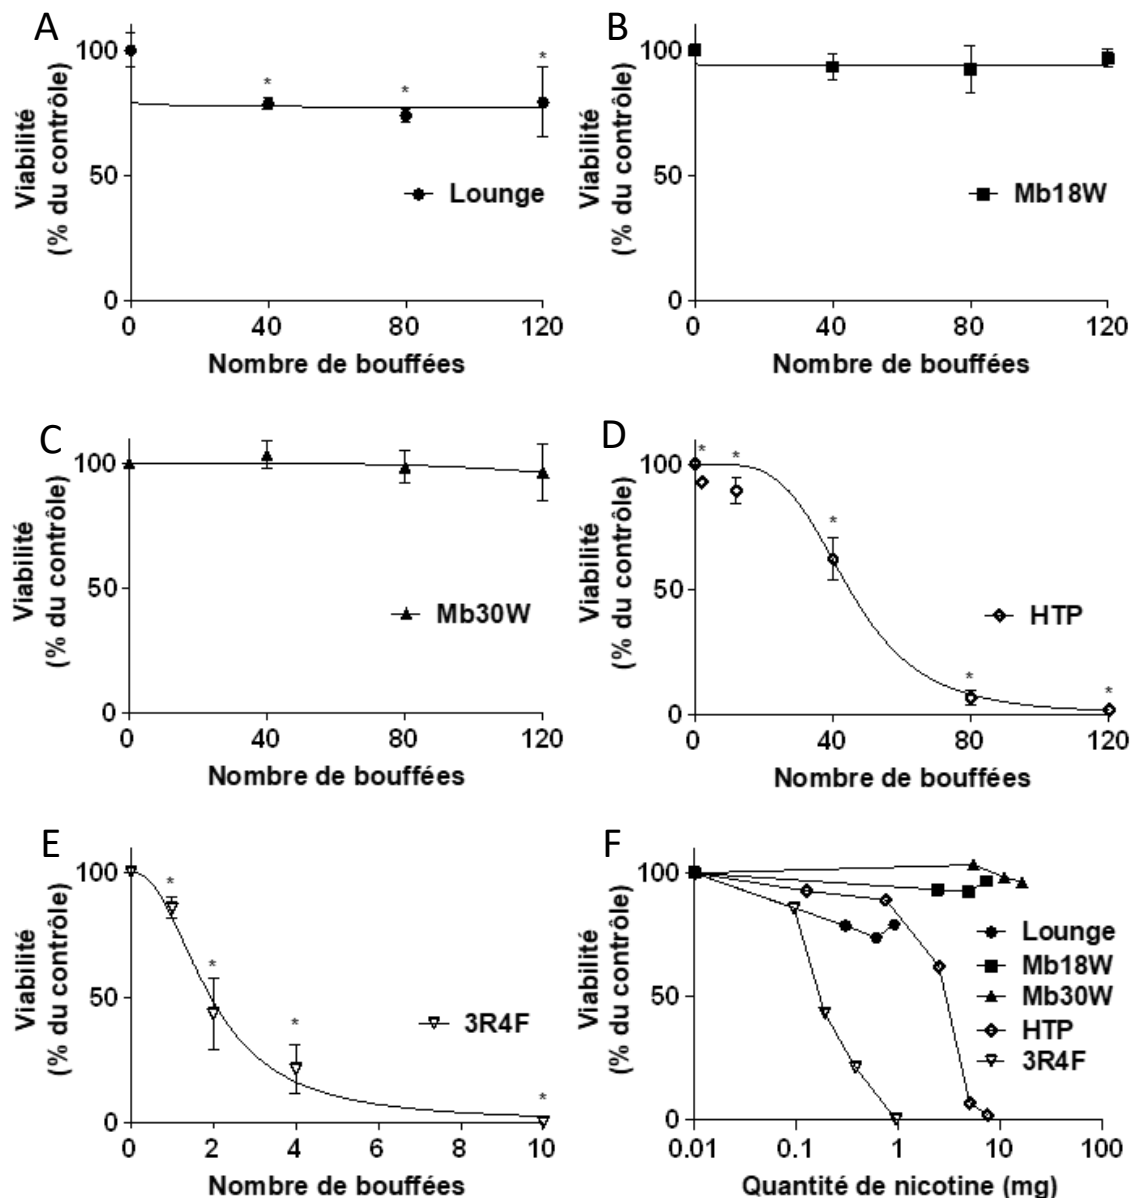 A
Viabilité
(% du contrôle)
100
50
0
*
*
*
Lounge
0 40 80 120
Nombre de bouffées
B
Viabilité
(% du contrôle)
100
50
0
Mb18W
0 40 80 120
Nombre de bouffées
C
Viabilité
(% du contrôle)
100
50
0
Mb30W
0 40 80 120
Nombre de bouffées
D
Viabilité
(% du contrôle)
100
50
0
*
*
*
*
*
HTP
0 40 80 120
Nombre de bouffées
E
Viabilité
(% du contrôle)
100
50
0
*
*
*
*
3R4F
0 2 4 6 8 10
Nombre de bouffées
F
Viabilité
(% du contrôle)
100
50
0
Lounge
Mb18W
Mb30W
HTP
3R4F
0.01 0.1 1 10 100
Quantité de nicotine (mg)